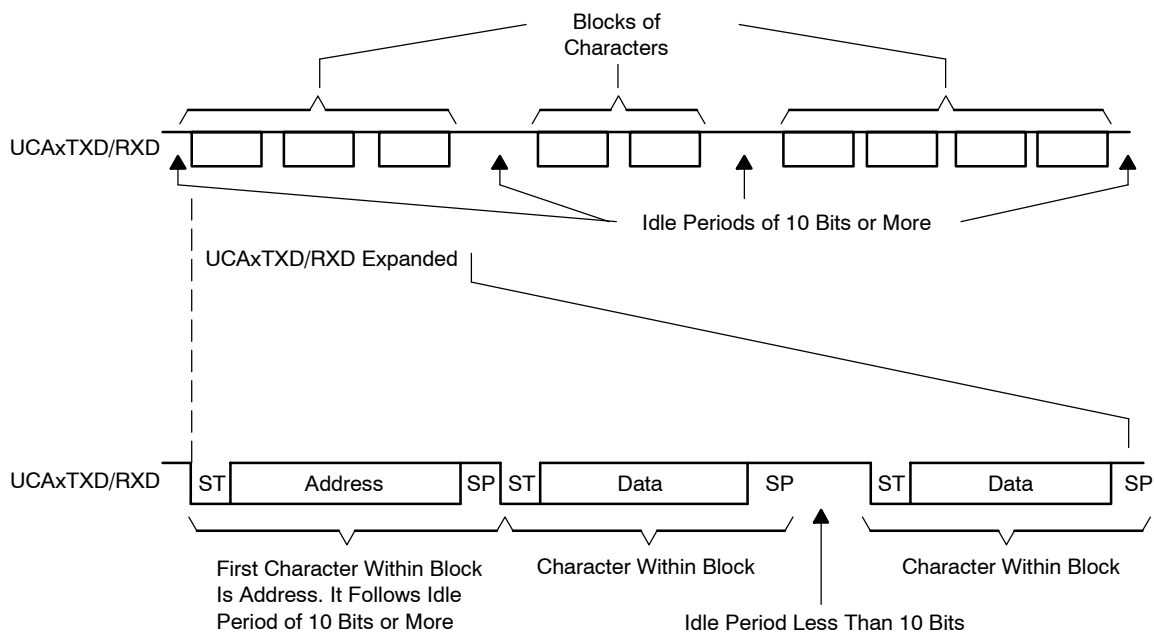 Blocks of
Characters
UCAxTXD/RXD
Idle Periods of 10 Bits or More
UCAxTXD/RXD Expanded
UCAxTXD/RXD
ST
Address
SP
ST
Data
SP
ST
Data
SP
First Character Within Block
Is Address. It Follows Idle
Period of 10 Bits or More
Character Within Block
Character Within Block
Idle Period Less Than 10 Bits